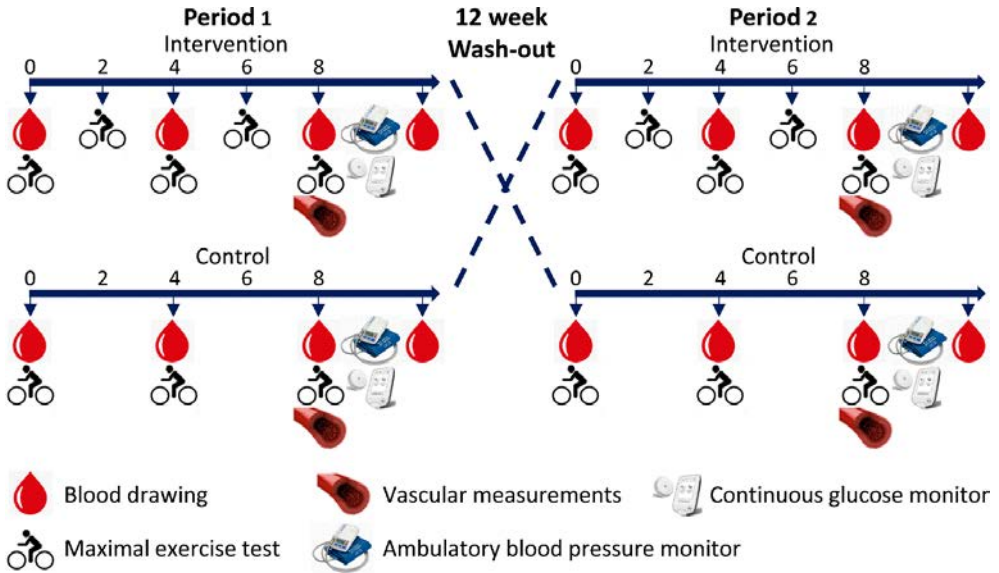 Period 1
Intervention
0 2 4 6 8
12 week
Wash-out
Period 2
Intervention
0 2 4 6 8
Control
0 2 4 6 8
Control
0 2 4 6 8
Blood drawing
Vascular measurements
Continuous glucose monitor
Maximal exercise test
Ambulatory blood pressure monitor